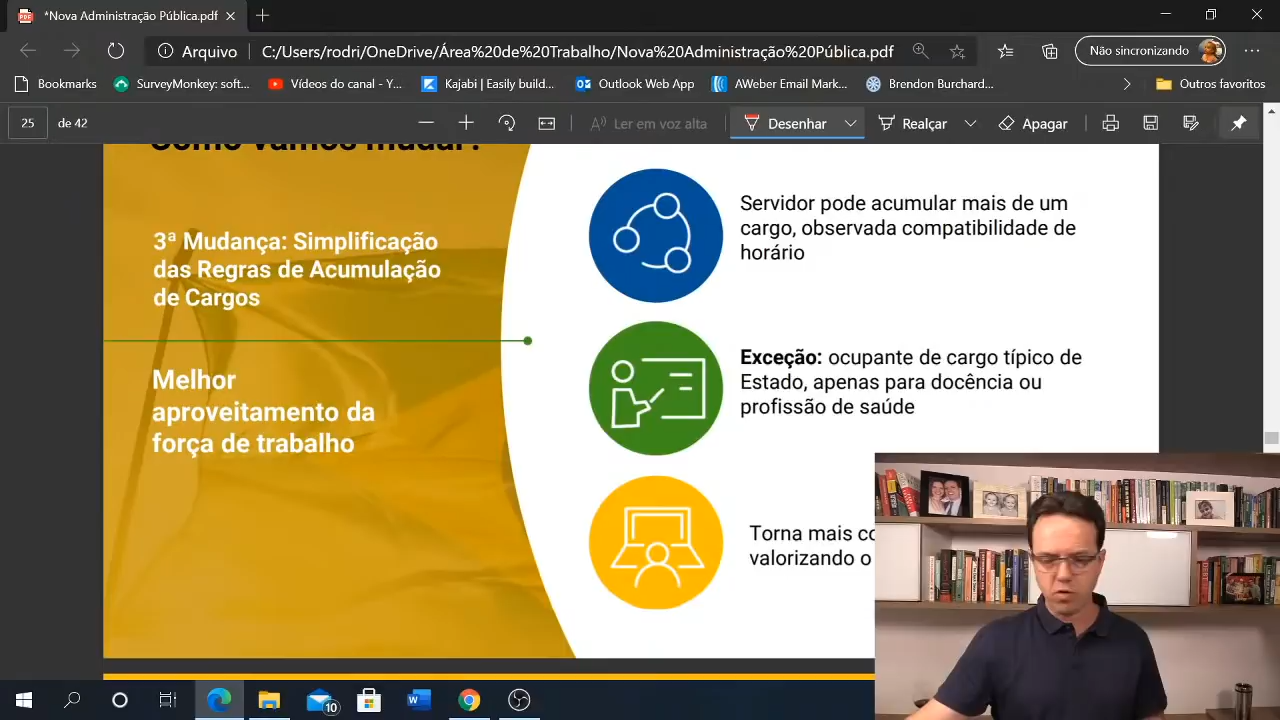 *Nova Administração Pública.pdf
Arquivo C:/Users/rodri/OneDrive/Área%20de%20Trabalho/Nova%20Administração%20Pública.pdf Não sincronizando
Bookmarks SurveyMonkey: soft... Vídeos do canal - Y... Kajabi | Easily build... Outlook Web App AWeber Email Mark... Brendon Burchard... Outros favoritos
25 de 42 Ler em voz alta Desenhar Realçar Apagar
Como vamos mudar?
3ª Mudança: Simplificação
das Regras de Acumulação
de Cargos
Melhor
aproveitamento da
força de trabalho
Servidor pode acumular mais de um
cargo, observada compatibilidade de
horário
Exceção: ocupante de cargo típico de
Estado, apenas para docência ou
profissão de saúde
Torna mais
valorizando o
10